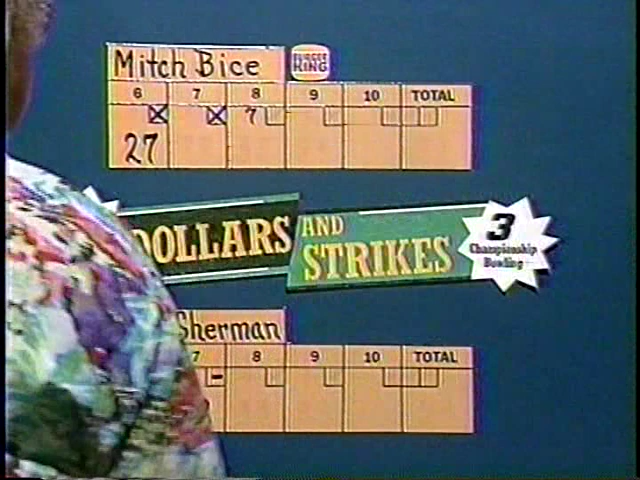 Mitch Bice
BURGER KING
6 7 8 9 10 TOTAL
X X 7
27
DOLLARS AND STRIKES
3
Championship
Bowling
Sherman
7 8 9 10 TOTAL
-